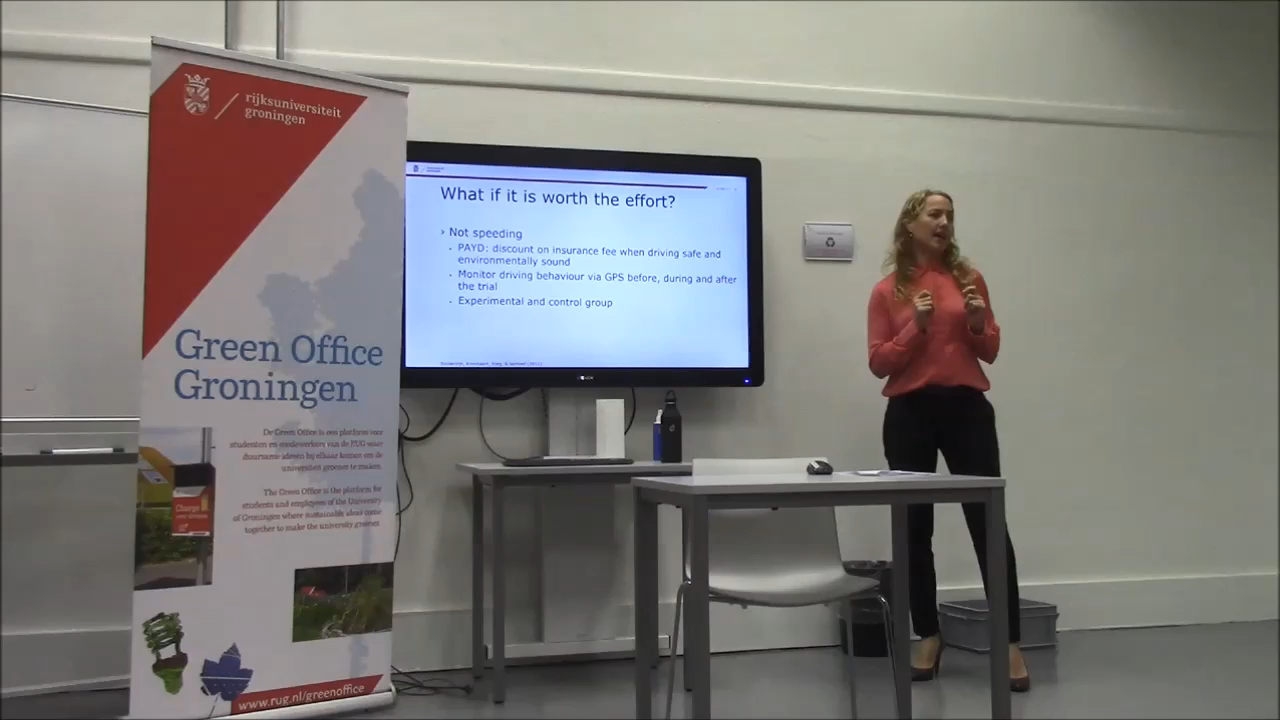 rijksuniversiteit
groningen
Green Office
Groningen
De Green Office is een platform voor
studenten en medewerkers van de RUG waar
duurzame ideeën bij elkaar komen om de
universiteit groener te maken.
The Green Office is the platform for
students and employees of the University
of Groningen where sustainable ideas come
together to make the university greener.
Charge
www.rug.nl/greenoffice
What if it is worth the effort?
› Not speeding
- PAYD: discount on insurance fee when driving safe and
environmentally sound
- Monitor driving behaviour via GPS before, during and after
the trial
- Experimental and control group